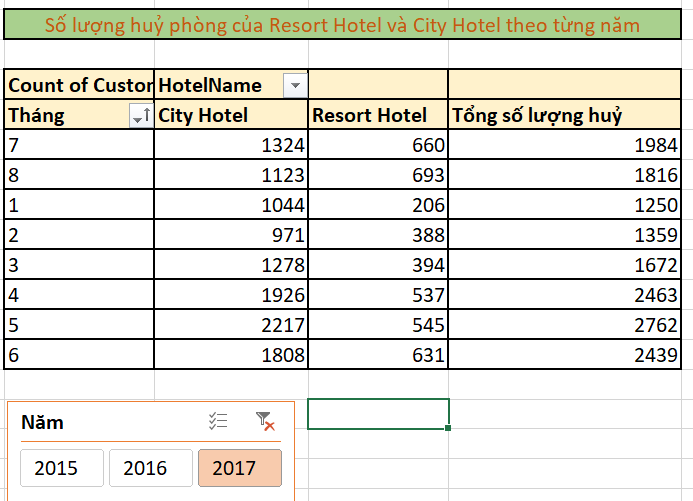 Số lượng huỷ phòng của Resort Hotel và City Hotel theo từng năm
Count of Custor HotelName
Tháng City Hotel Resort Hotel Tổng số lượng huỷ
7 1324 660 1984
8 1123 693 1816
1 1044 206 1250
2 971 388 1359
3 1278 394 1672
4 1926 537 2463
5 2217 545 2762
6 1808 631 2439
Năm
2015 2016 2017